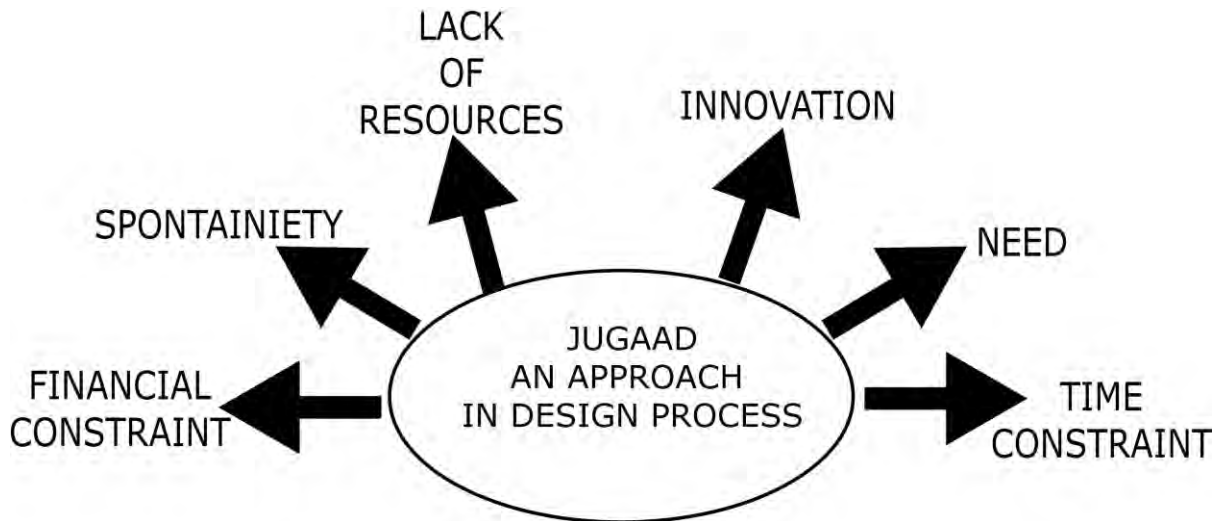 LACK
OF
RESOURCES
INNOVATION
SPONTAINIETY
NEED
FINANCIAL
CONSTRAINT
JUGAAD
AN APPROACH
IN DESIGN PROCESS
TIME
CONSTRAINT